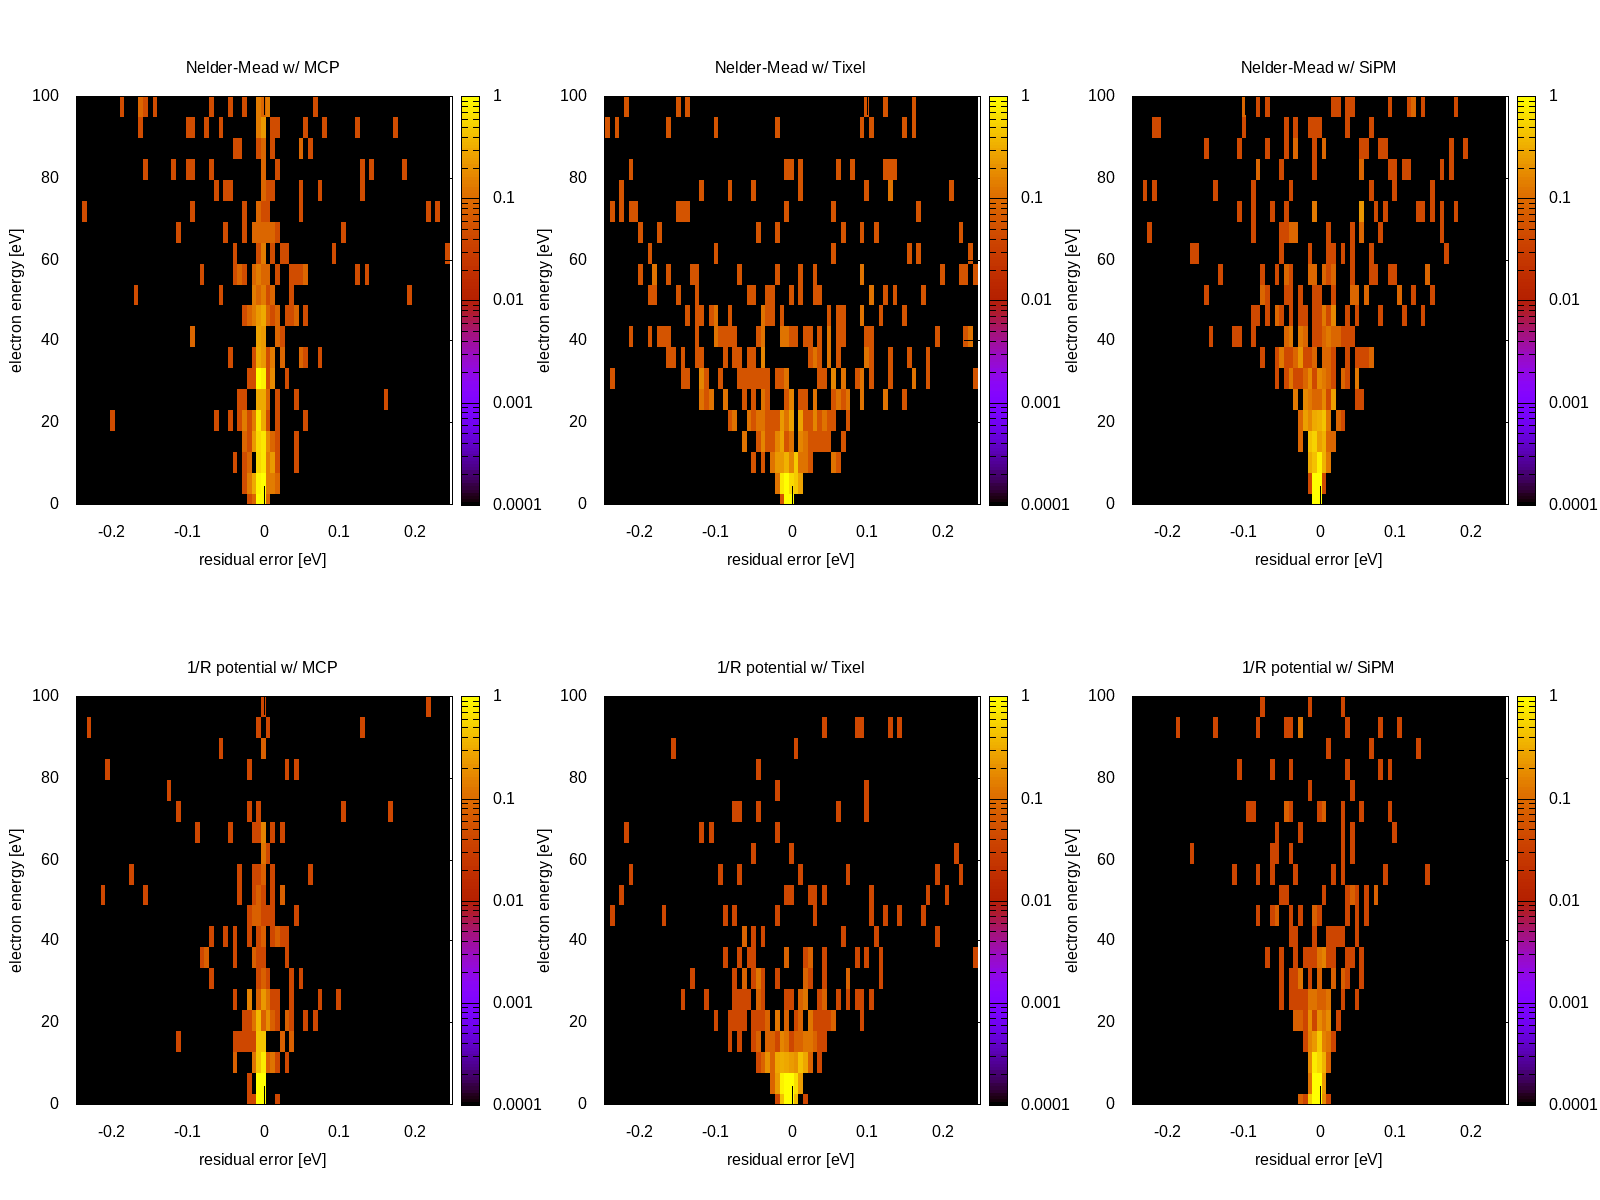 Nelder-Mead w/ MCP
100
80
60
40
20
0
electron energy [eV]
-0.2 -0.1 0 0.1 0.2
residual error [eV]
1
0.1
0.01
0.001
0.0001
Nelder-Mead w/ Tixel
100
80
60
40
20
0
electron energy [eV]
-0.2 -0.1 0 0.1 0.2
residual error [eV]
1
0.1
0.01
0.001
0.0001
Nelder-Mead w/ SiPM
100
80
60
40
20
0
electron energy [eV]
-0.2 -0.1 0 0.1 0.2
residual error [eV]
1
0.1
0.01
0.001
0.0001
1/R potential w/ MCP
100
80
60
40
20
0
electron energy [eV]
-0.2 -0.1 0 0.1 0.2
residual error [eV]
1
0.1
0.01
0.001
0.0001
1/R potential w/ Tixel
100
80
60
40
20
0
electron energy [eV]
-0.2 -0.1 0 0.1 0.2
residual error [eV]
1
0.1
0.01
0.001
0.0001
1/R potential w/ SiPM
100
80
60
40
20
0
electron energy [eV]
-0.2 -0.1 0 0.1 0.2
residual error [eV]
1
0.1
0.01
0.001
0.0001